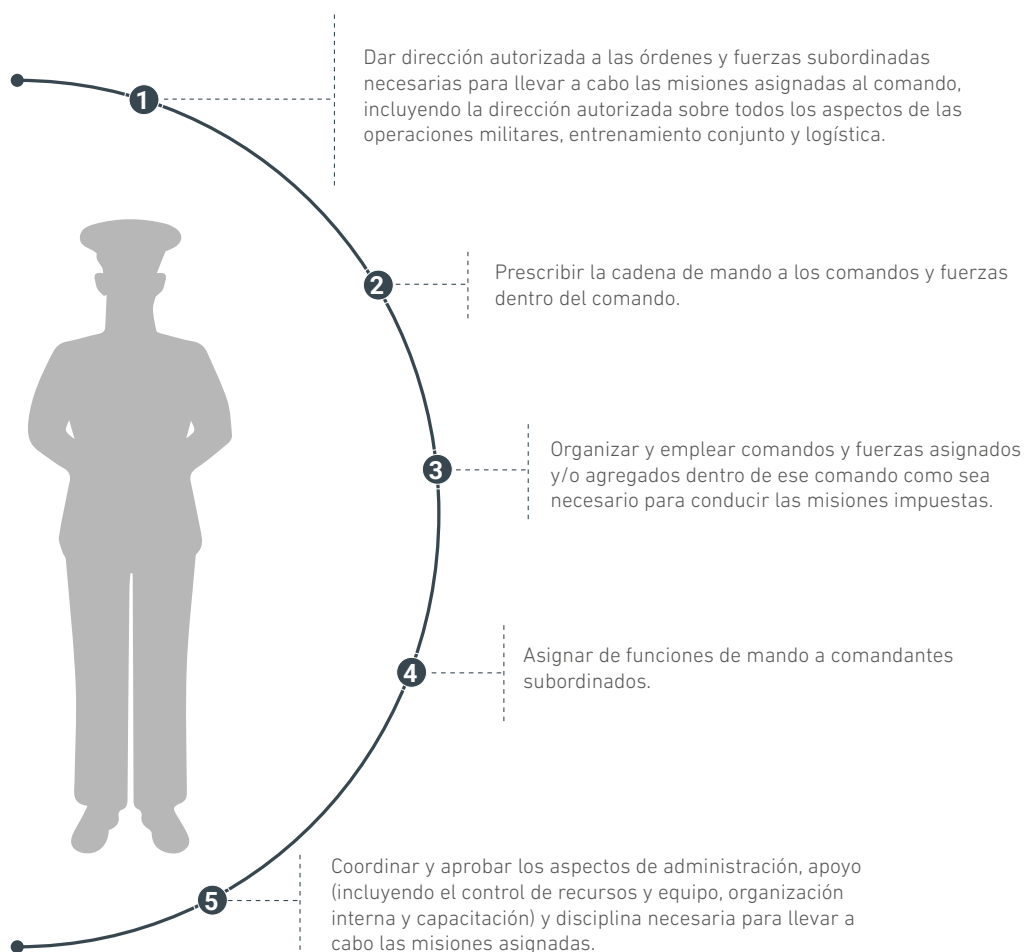 1
Dar dirección autorizada a las órdenes y fuerzas subordinadas
necesarias para llevar a cabo las misiones asignadas al comando,
incluyendo la dirección autorizada sobre todos los aspectos de las
operaciones militares, entrenamiento conjunto y logística.
2
Prescribir la cadena de mando a los comandos y fuerzas
dentro del comando.
3
Organizar y emplear comandos y fuerzas asignados
y/o agregados dentro de ese comando como sea
necesario para conducir las misiones impuestas.
4
Asignar de funciones de mando a comandantes
subordinados.
5
Coordinar y aprobar los aspectos de administración, apoyo
(incluyendo el control de recursos y equipo, organización
interna y capacitación) y disciplina necesaria para llevar a
cabo las misiones asignadas.